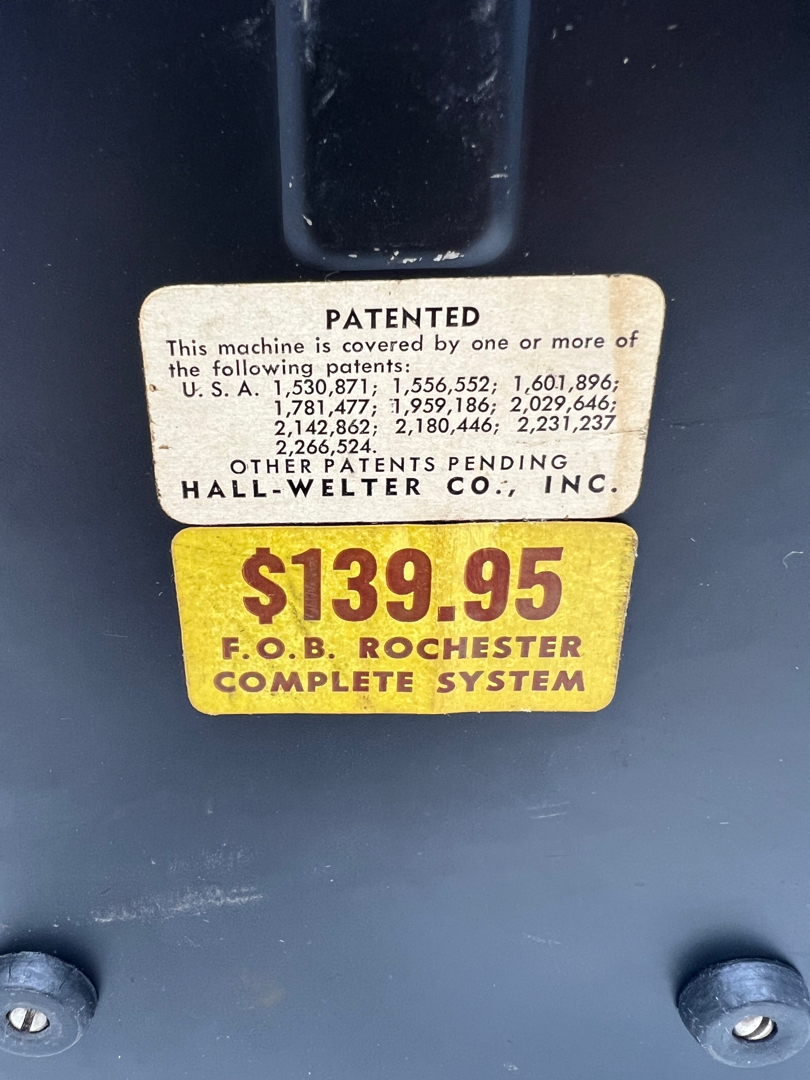 PATENTED
This machine is covered by one or more of
the following patents:
U. S. A. 1,530,871; 1,556,552; 1,601,896;
1,781,477; 1,959,186; 2,029,646;
2,142,862; 2,180,446; 2,231,237
2,266,524.
OTHER PATENTS PENDING
HALL-WELTER CO., INC.
$139.95
F.O.B. ROCHESTER
COMPLETE SYSTEM